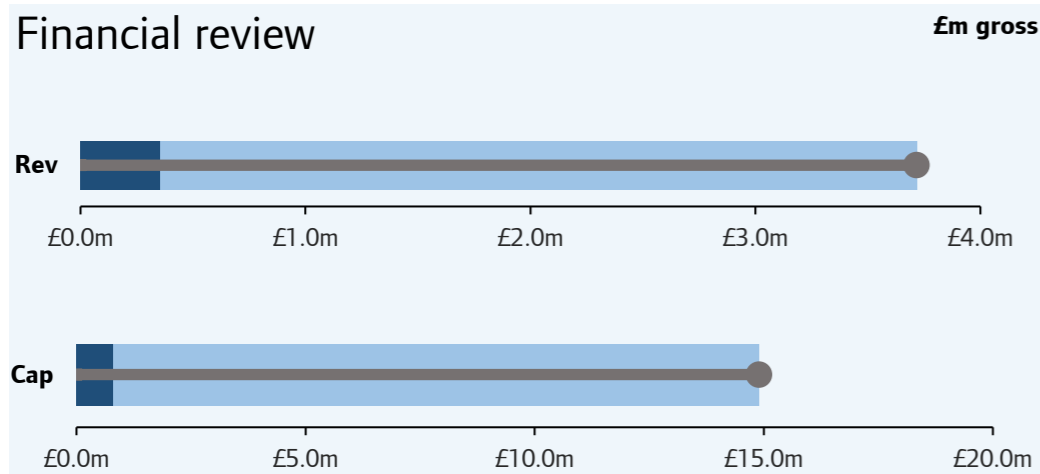 Financial review
£m gross
Rev
£0.0m £1.0m £2.0m £3.0m £4.0m
Cap
£0.0m £5.0m £10.0m £15.0m £20.0m